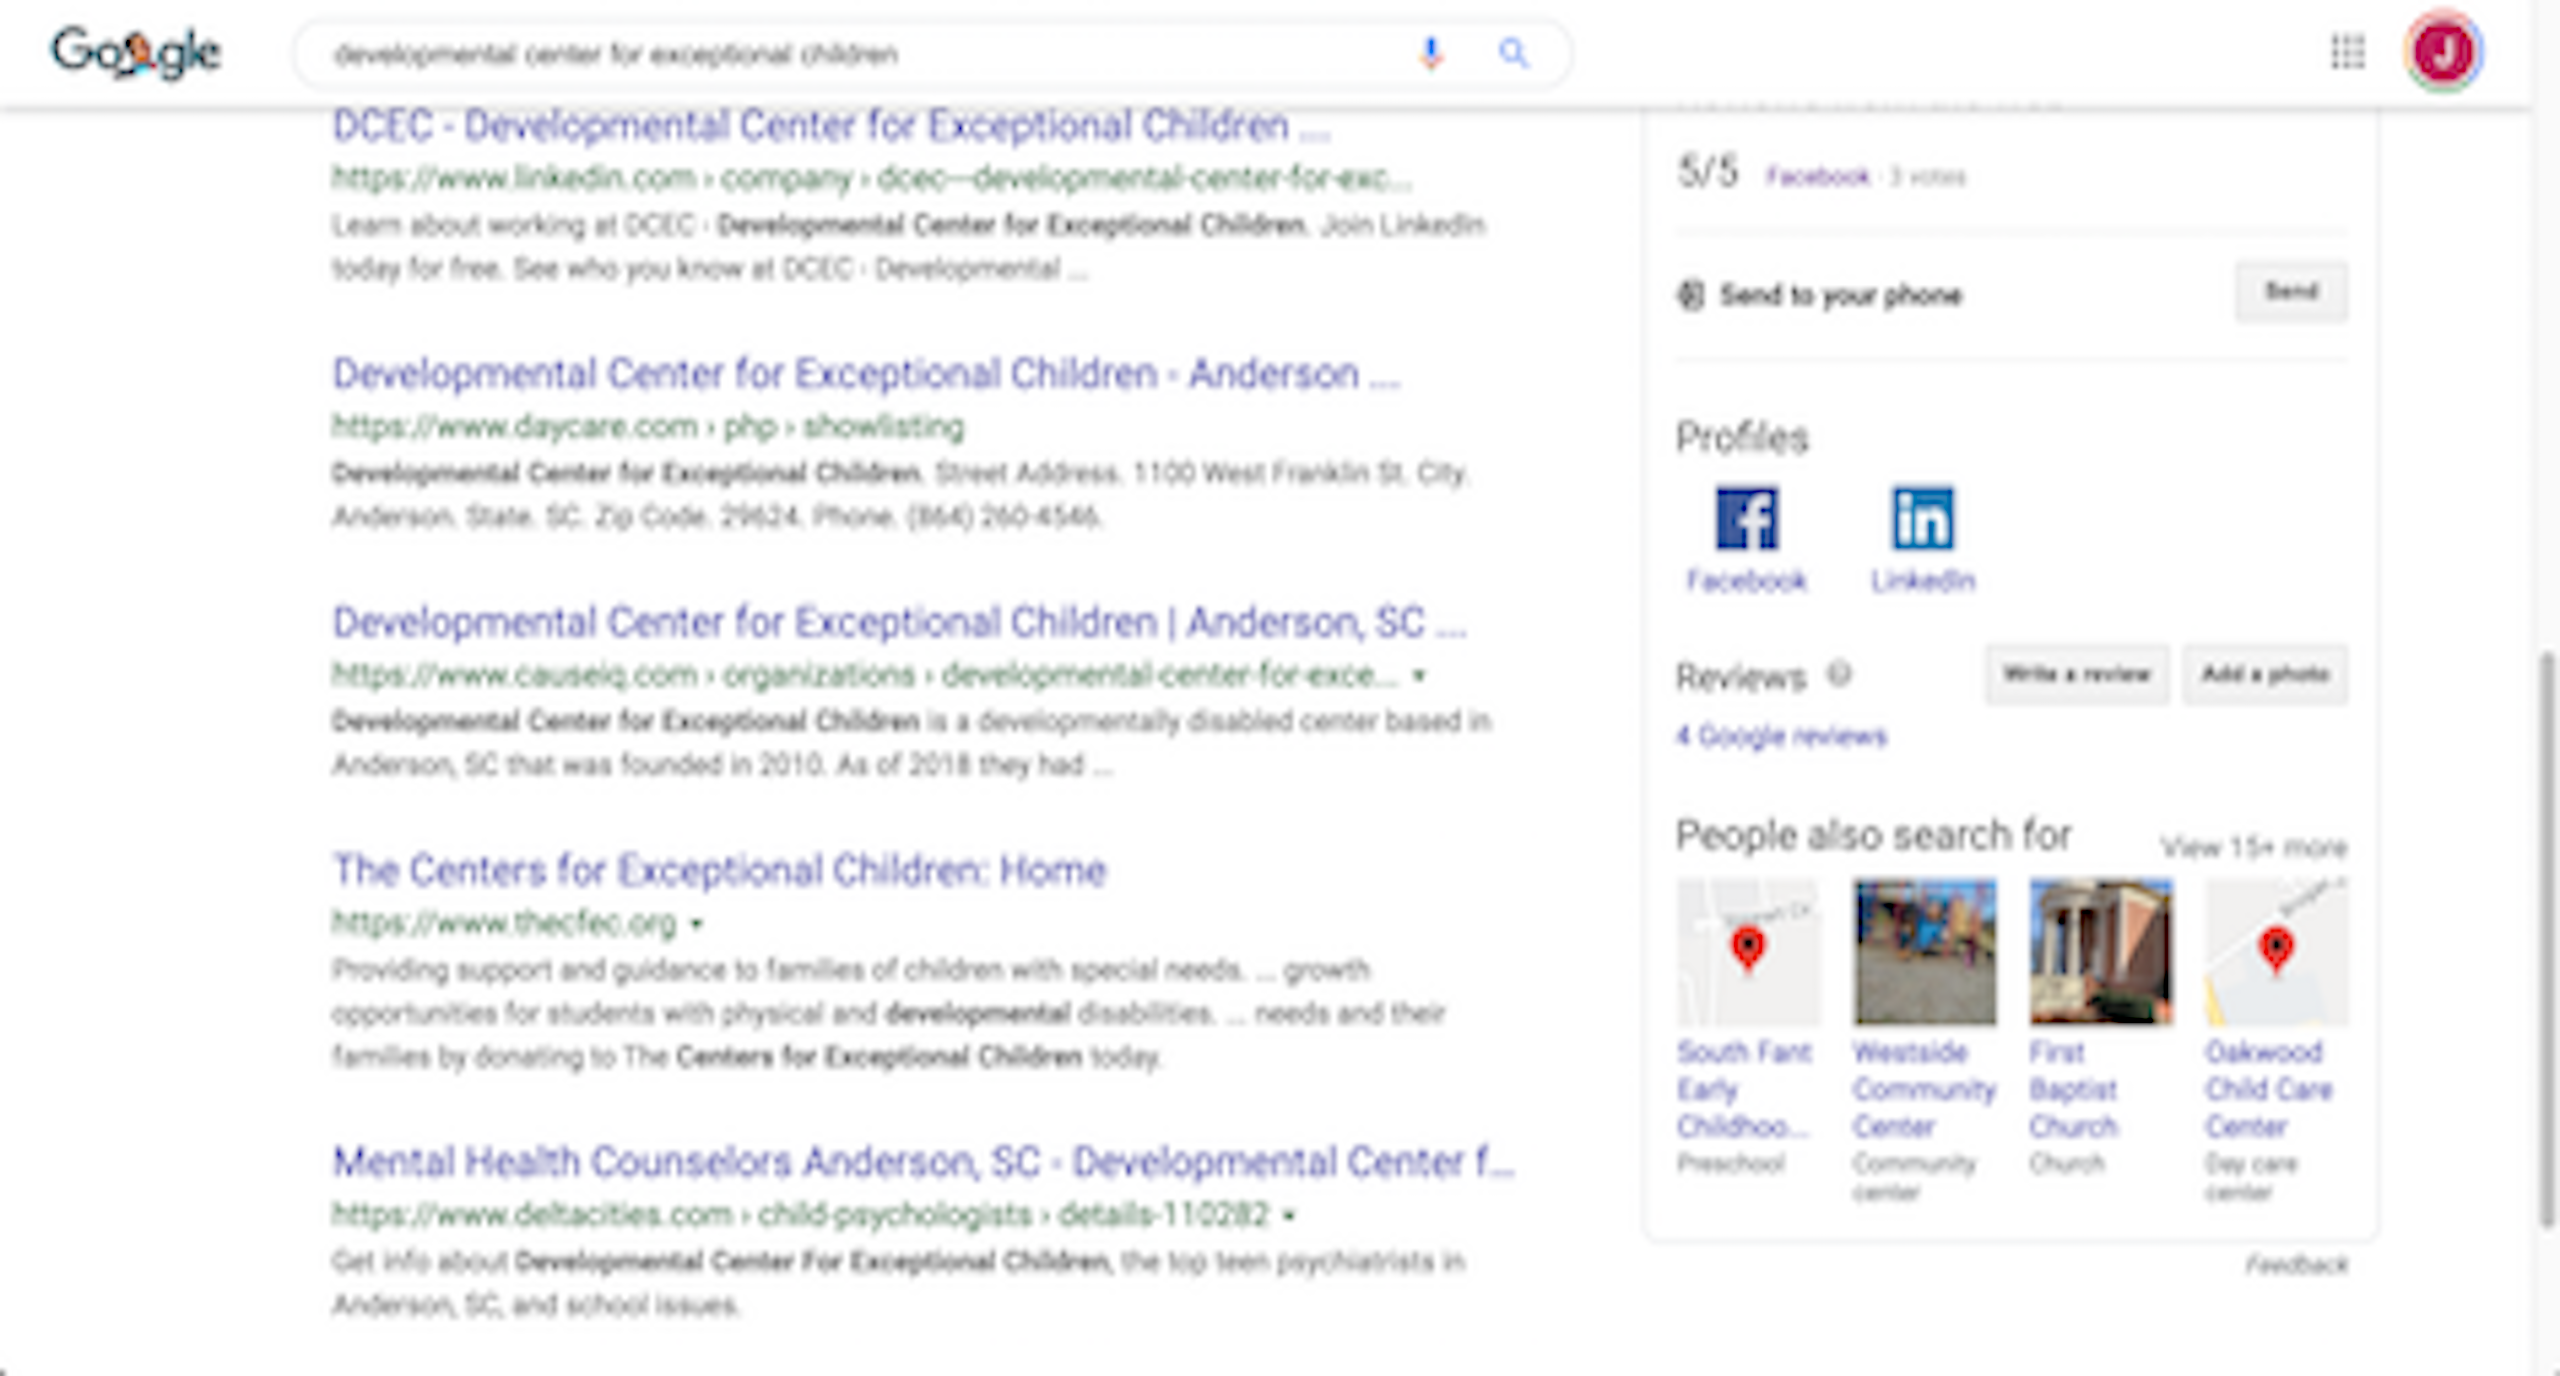 Google
developmental center for exceptional children
J
DCEC - Developmental Center for Exceptional Children ...
https://www.linkedin.com › company › dcec---developmental-center-for-exc...
Learn about working at DCEC - Developmental Center for Exceptional Children. Join LinkedIn
today for free. See who you know at DCEC - Developmental ...
Developmental Center for Exceptional Children - Anderson ...
https://www.daycare.com › php › showlisting
Developmental Center for Exceptional Children. Street Address. 1100 West Franklin St. City.
Anderson. State. SC. Zip Code. 29624. Phone. (864) 260-4546.
Developmental Center for Exceptional Children | Anderson, SC ...
https://www.causeiq.com › organizations › developmental-center-for-exce...
Developmental Center for Exceptional Children is a developmentally disabled center based in
Anderson, SC that was founded in 2010. As of 2018 they had ...
The Centers for Exceptional Children: Home
https://www.thecfec.org
Providing support and guidance to families of children with special needs. ... growth
opportunities for students with physical and developmental disabilities. ... needs and their
families by donating to The Centers for Exceptional Children today.
Mental Health Counselors Anderson, SC - Developmental Center f...
https://www.deltacities.com › child-psychologists › details-110282
Get info about Developmental Center For Exceptional Children, the top teen psychiatrists in
Anderson, SC, and school issues.
5/5 Facebook · 3 votes
Send to your phone Send
Profiles
Facebook LinkedIn
Reviews Write a review Add a photo
4 Google reviews
People also search for View 15+ more
South Fant Westside First Oakwood
Early Community Baptist Child Care
Childhoo... Center Church Center
Preschool Community Church Day care
center center
Feedback